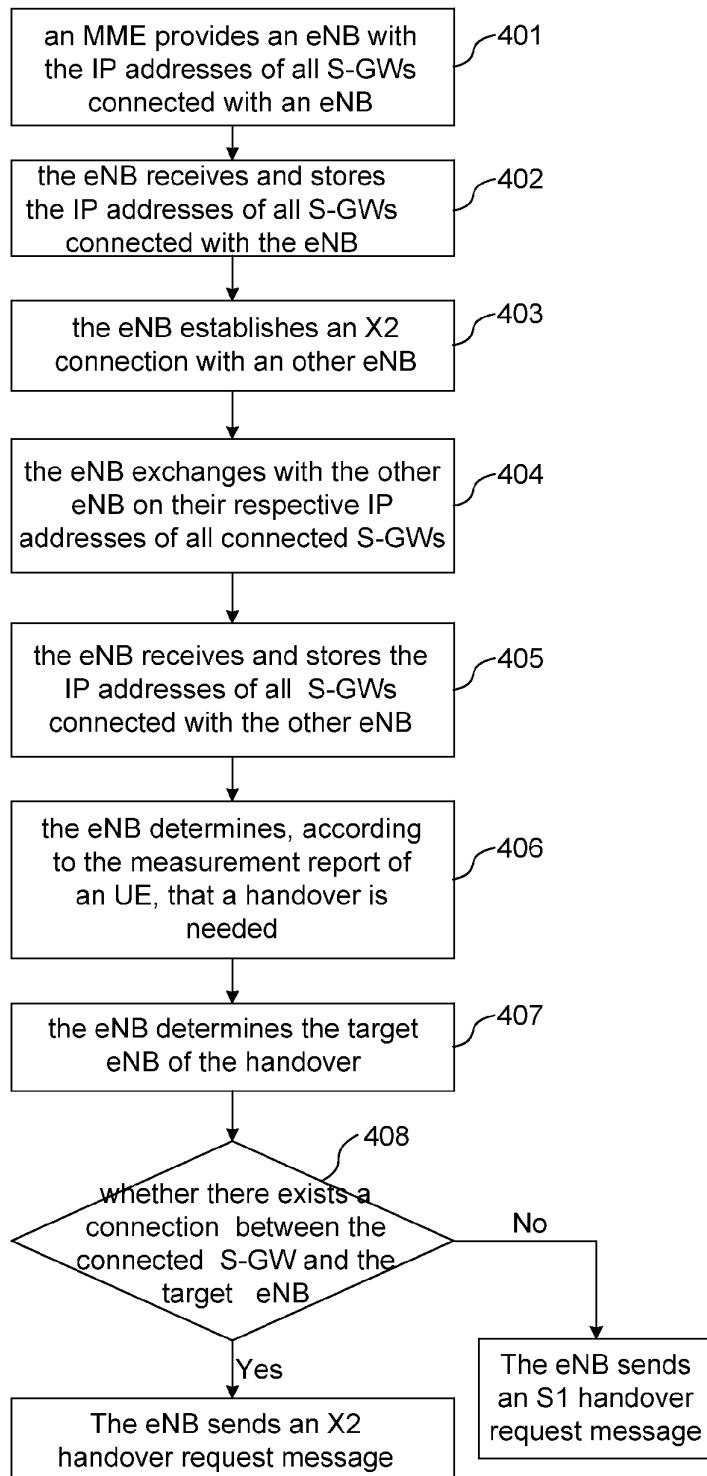 an MME provides an eNB with
the IP addresses of all S-GWs
connected with an eNB
401
the eNB receives and stores
the IP addresses of all S-GWs
connected with the eNB
402
the eNB establishes an X2
connection with an other eNB
403
the eNB exchanges with the other
eNB on their respective IP
addresses of all connected S-GWs
404
the eNB receives and stores the
IP addresses of all S-GWs
connected with the other eNB
405
the eNB determines, according
to the measurement report of
an UE, that a handover is
needed
406
the eNB determines the target
eNB of the handover
407
408
whether there exists a
connection between the
connected S-GW and the
target eNB
No
Yes
The eNB sends
an S1 handover
request message
The eNB sends an X2
handover request message